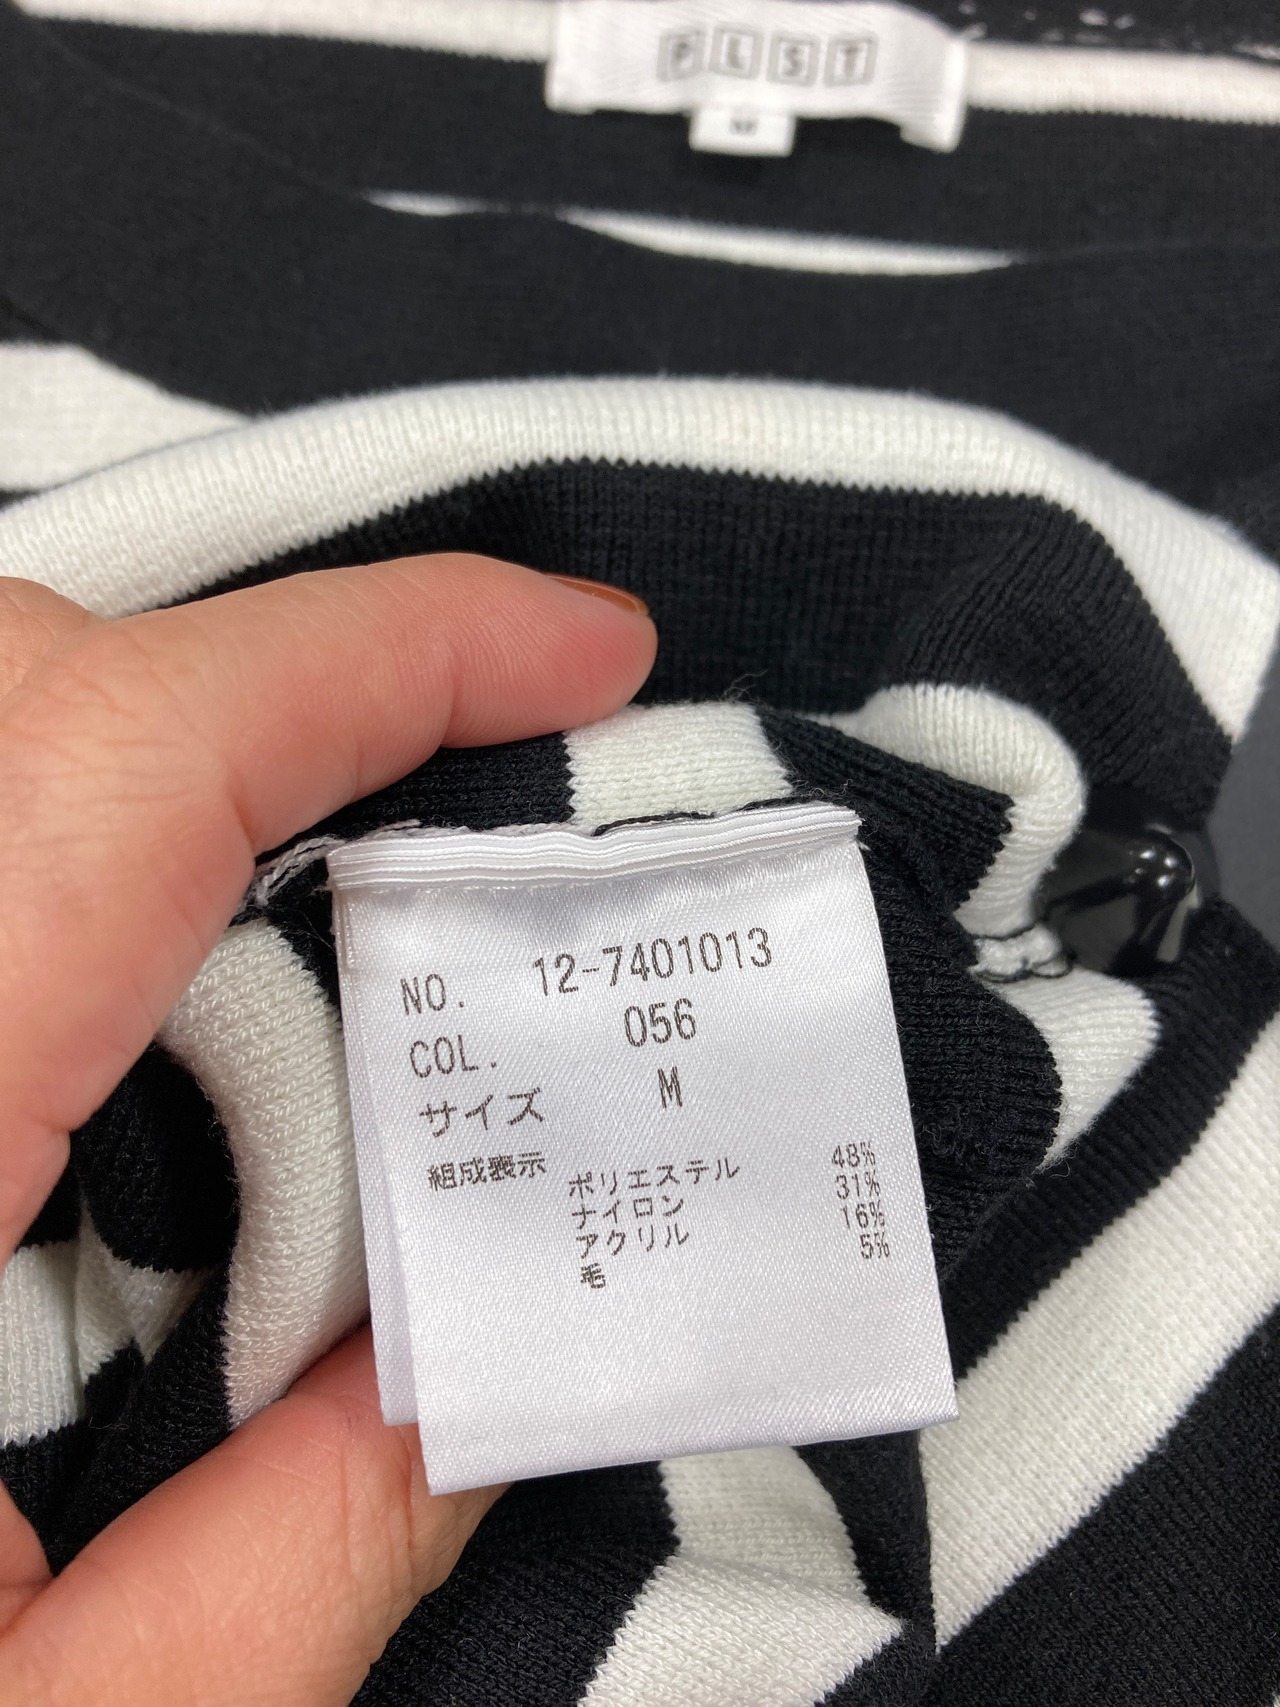 PLST
M
NO. 12-7401013
COL. 056
サイズ M
組成表示
ポリエステル 48%
ナイロン 31%
アクリル 16%
毛 5%